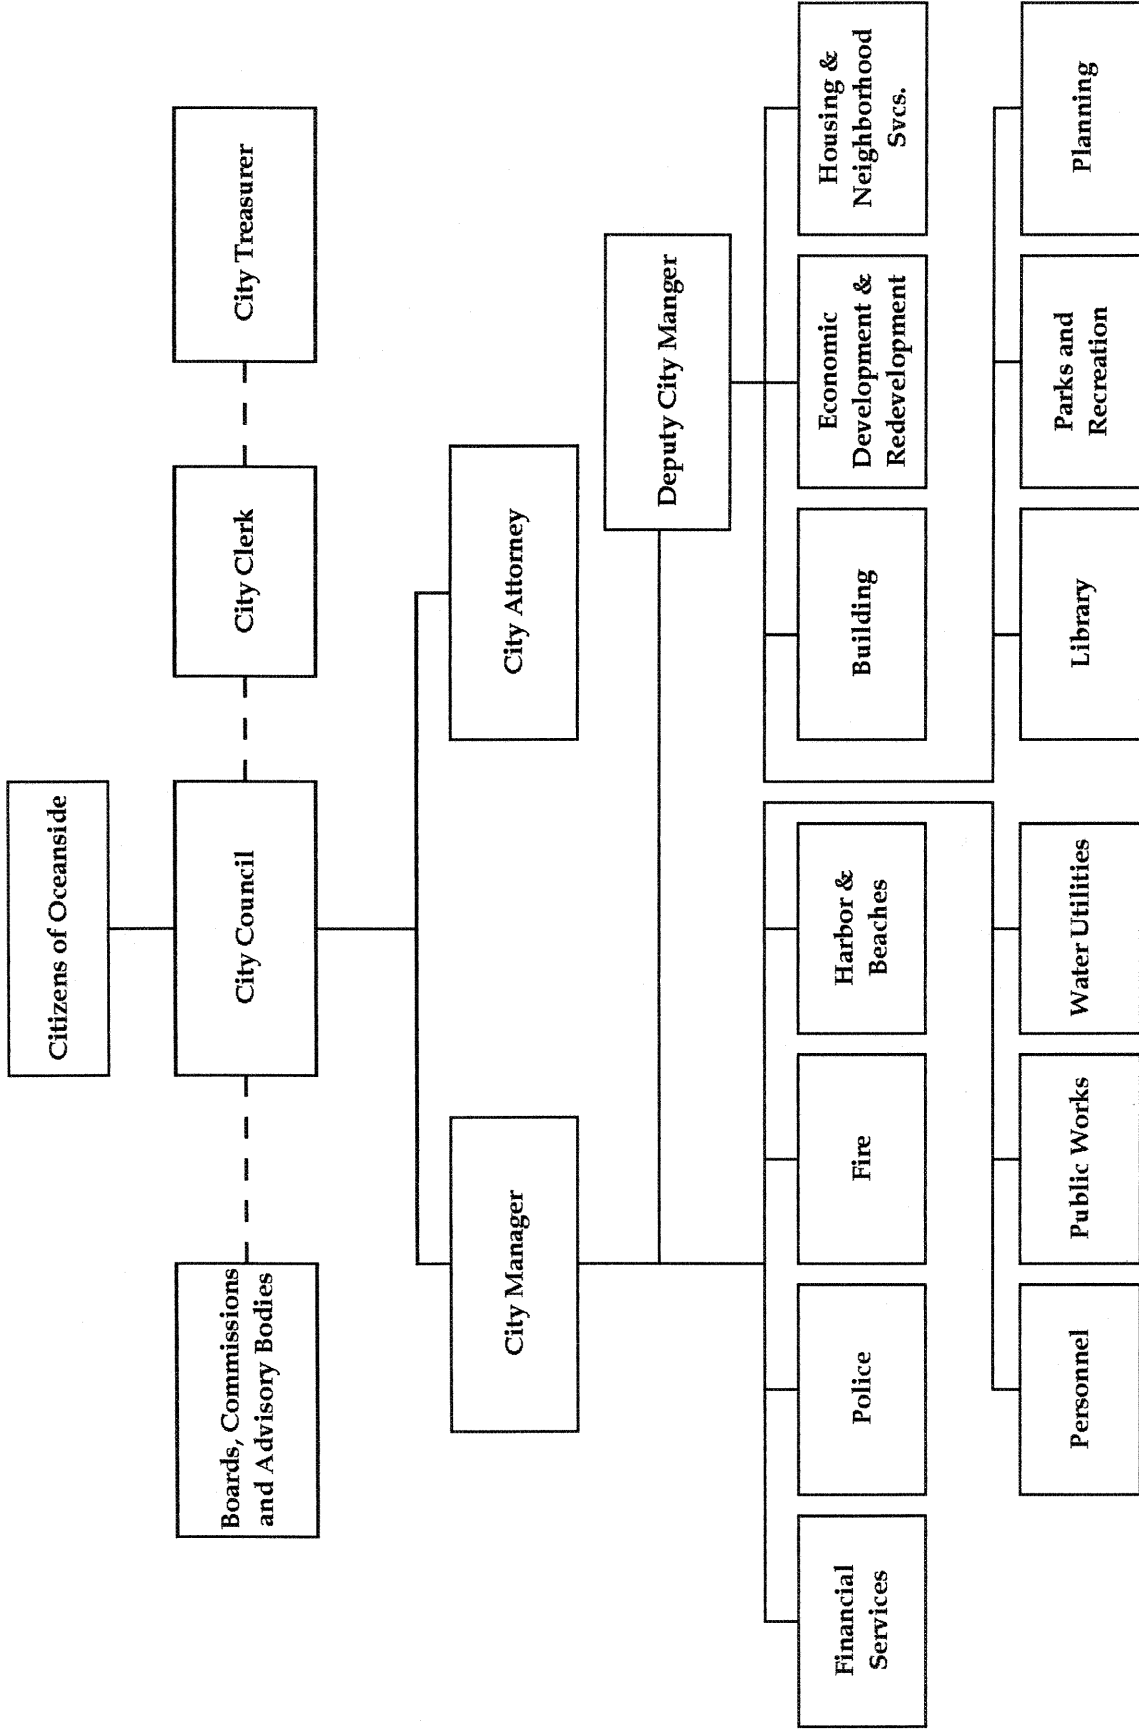 Citizens of Oceanside
Boards, Commissions
and Advisory Bodies
City Council
City Clerk
City Treasurer
City Manager
City Attorney
Deputy City Manger
Financial
Services
Police
Fire
Harbor &
Beaches
Building
Economic
Development &
Redevelopment
Housing &
Neighborhood
Svcs.
Personnel
Public Works
Water Utilities
Library
Parks and
Recreation
Planning